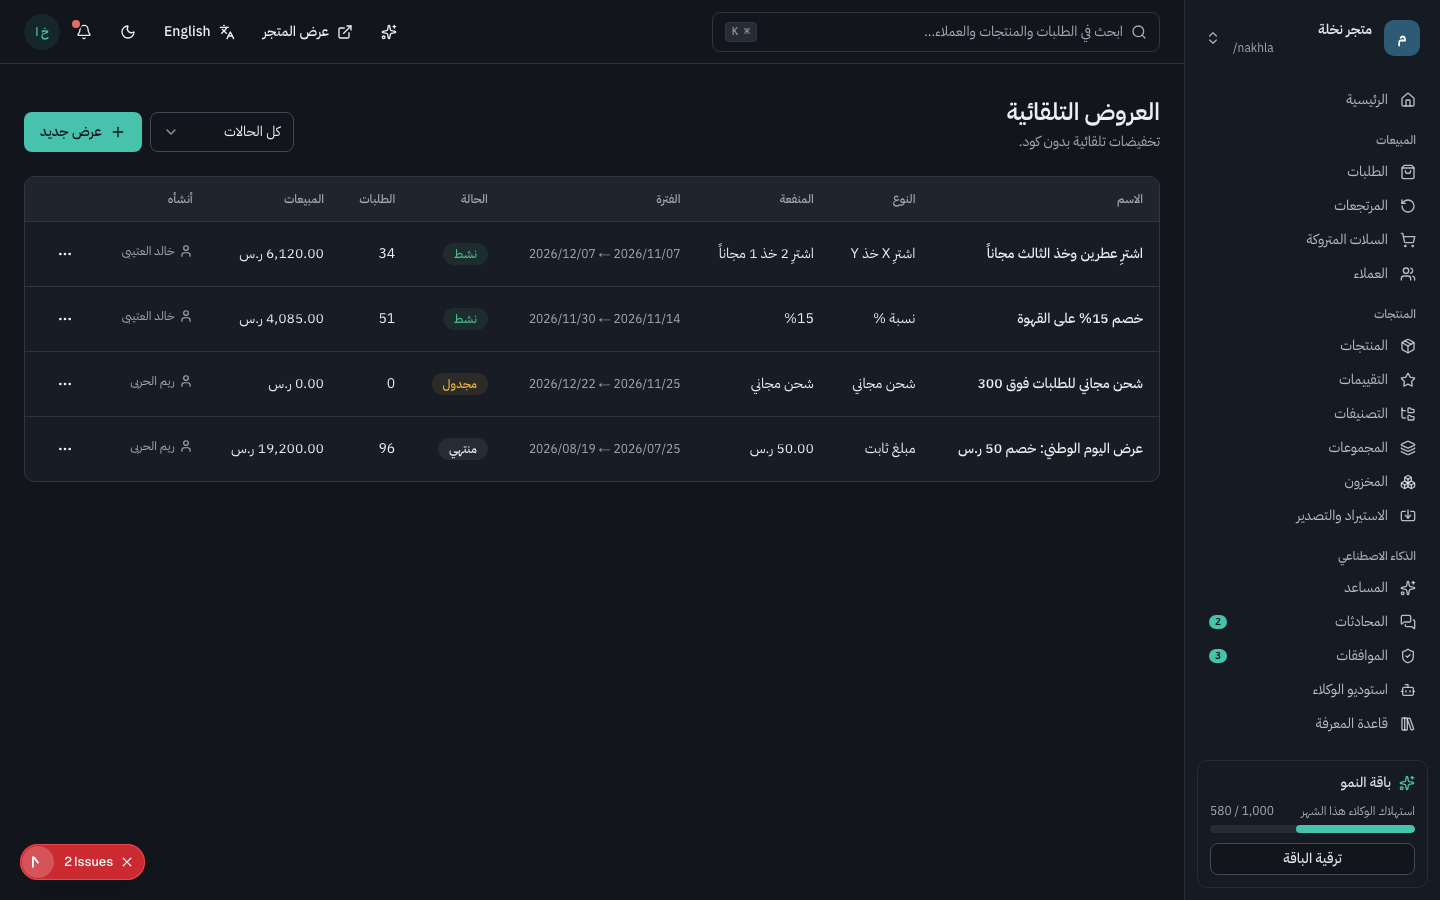 م
متجر نخلة
/nakhla
ابحث في الطلبات والمنتجات والعملاء...
⌘ K
عرض المتجر
English
خ ا
الرئيسية
المبيعات
الطلبات
المرتجعات
السلات المتروكة
العملاء
المنتجات
المنتجات
التقييمات
التصنيفات
المجموعات
المخزون
الاستيراد والتصدير
الذكاء الاصطناعي
المساعد
المحادثات 2
الموافقات 3
استوديو الوكلاء
قاعدة المعرفة
باقة النمو
استهلاك الوكلاء هذا الشهر 580 / 1,000
ترقية الباقة
العروض التلقائية
تخفيضات تلقائية بدون كود.
كل الحالات
عرض جديد
الاسم النوع المنفعة الفترة الحالة الطلبات المبيعات أنشأه
اشترِ عطرين وخذ الثالث مجاناً اشترِ X خذ Y اشترِ 2 خذ 1 مجاناً 2026/11/07 ← 2026/12/07 نشط 34 6,120.00 ر.س خالد العتيبي
خصم 15% على القهوة نسبة % 15% 2026/11/14 ← 2026/11/30 نشط 51 4,085.00 ر.س خالد العتيبي
شحن مجاني للطلبات فوق 300 شحن مجاني شحن مجاني 2026/11/25 ← 2026/12/22 مجدول 0 0.00 ر.س ريم الحربي
عرض اليوم الوطني: خصم 50 ر.س مبلغ ثابت 50.00 ر.س 2026/07/25 ← 2026/08/19 منتهي 96 19,200.00 ر.س ريم الحربي
2 Issues